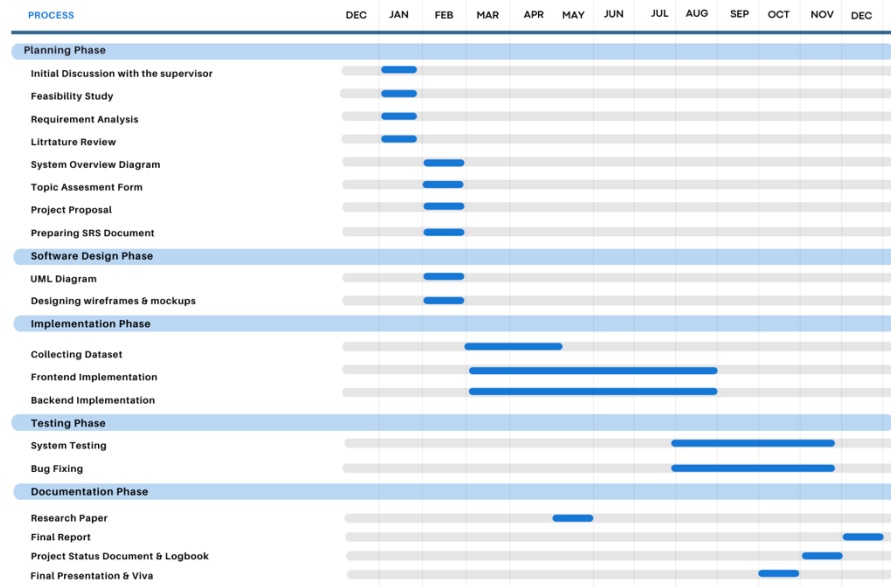 PROCESS DEC JAN FEB MAR APR MAY JUN JUL AUG SEP OCT NOV DEC
Planning Phase
Initial Discussion with the supervisor
Feasibility Study
Requirement Analysis
Litrtature Review
System Overview Diagram
Topic Assesment Form
Project Proposal
Preparing SRS Document
Software Design Phase
UML Diagram
Designing wireframes & mockups
Implementation Phase
Collecting Dataset
Frontend Implementation
Backend Implementation
Testing Phase
System Testing
Bug Fixing
Documentation Phase
Research Paper
Final Report
Project Status Document & Logbook
Final Presentation & Viva